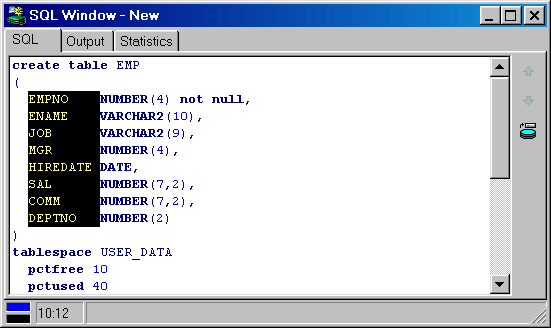 SQL Window - New
SQL Output Statistics
create table EMP
(
EMPNO NUMBER(4) not null,
ENAME VARCHAR2(10),
JOB VARCHAR2(9),
MGR NUMBER(4),
HIREDATE DATE,
SAL NUMBER(7,2),
COMM NUMBER(7,2),
DEPTNO NUMBER(2)
)
tablespace USER_DATA
pctfree 10
pctused 40
10:12